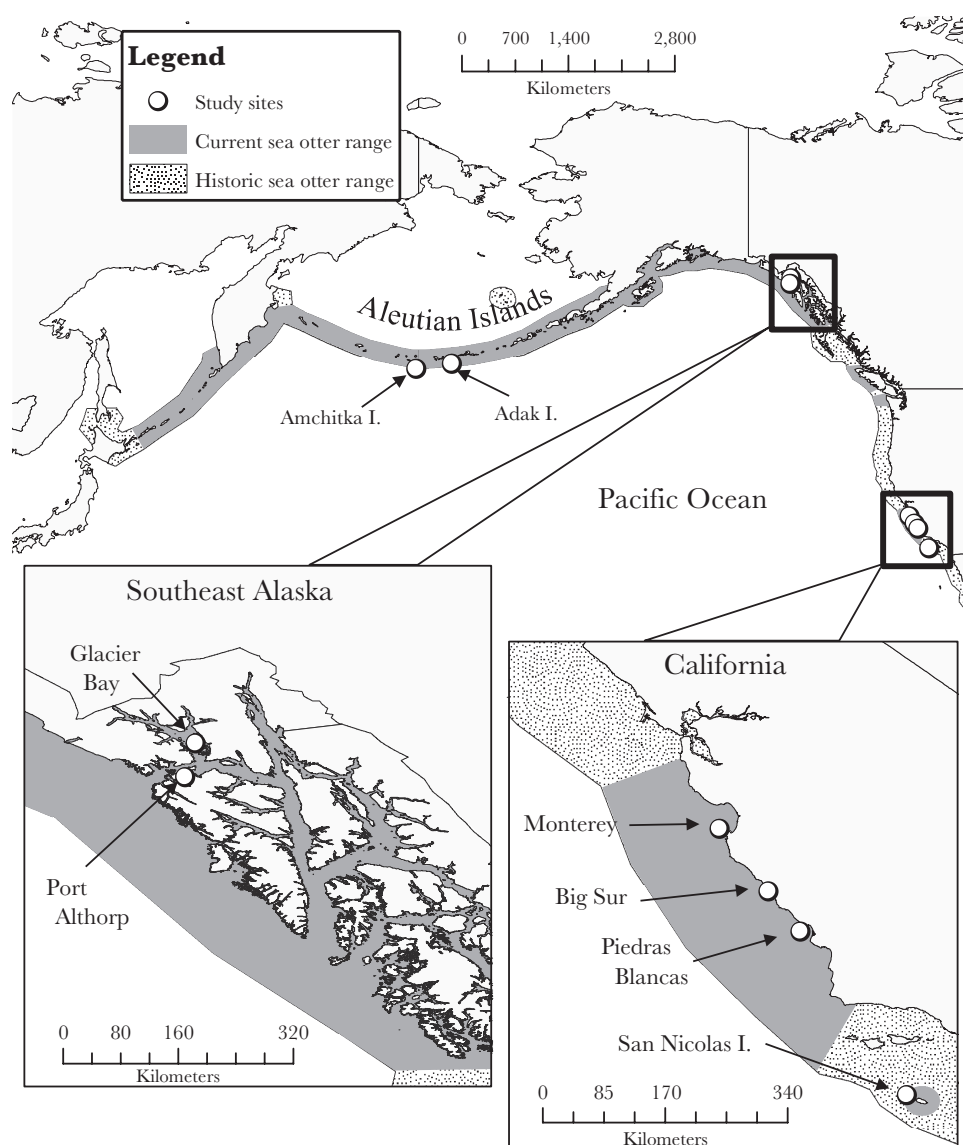 Legend
Study sites
Current sea otter range
Historic sea otter range
0 700 1,400 2,800
Kilometers
Aleutian Islands
Amchitka I.
Adak I.
Pacific Ocean
Southeast Alaska
Glacier
Bay
Port
Althorp
0 80 160 320
Kilometers
California
Monterey
Big Sur
Piedras
Blancas
San Nicolas I.
0 85 170 340
Kilometers